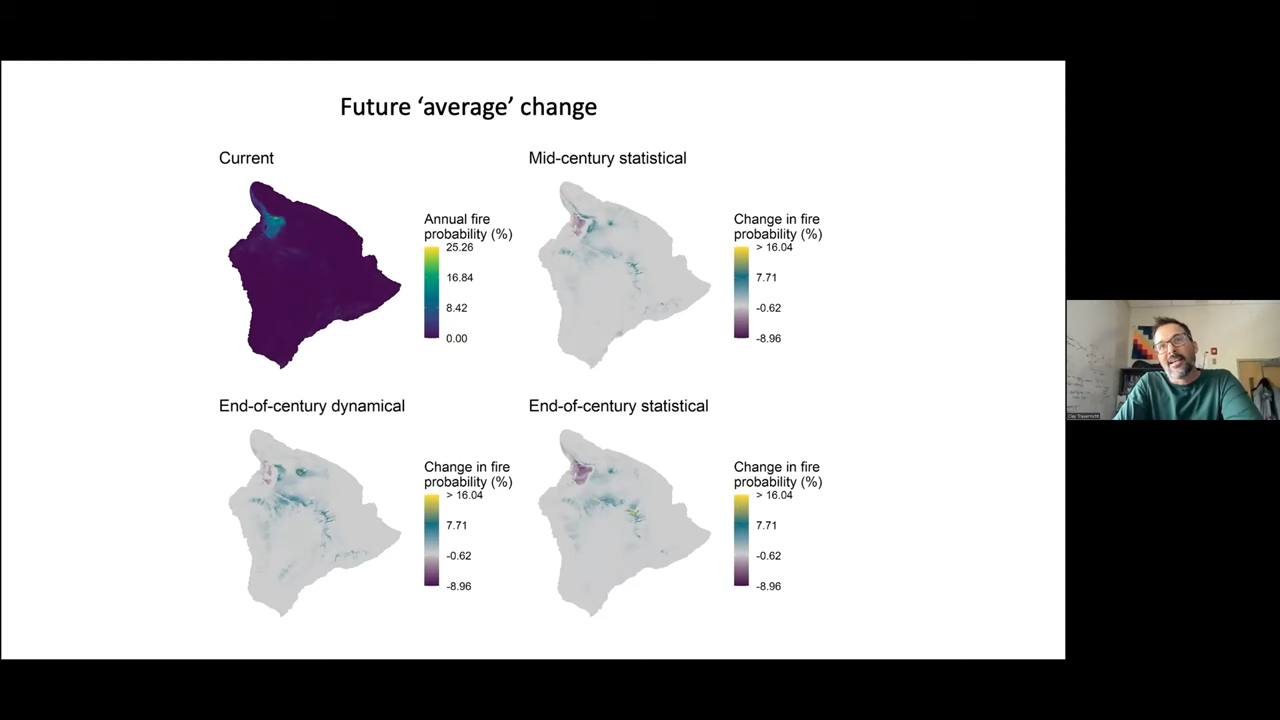 Future ‘average’ change
Current
Annual fire
probability (%)
25.26
16.84
8.42
0.00
Mid-century statistical
Change in fire
probability (%)
> 16.04
7.71
-0.62
-8.96
End-of-century dynamical
Change in fire
probability (%)
> 16.04
7.71
-0.62
-8.96
End-of-century statistical
Change in fire
probability (%)
> 16.04
7.71
-0.62
-8.96
Clay Trauernicht